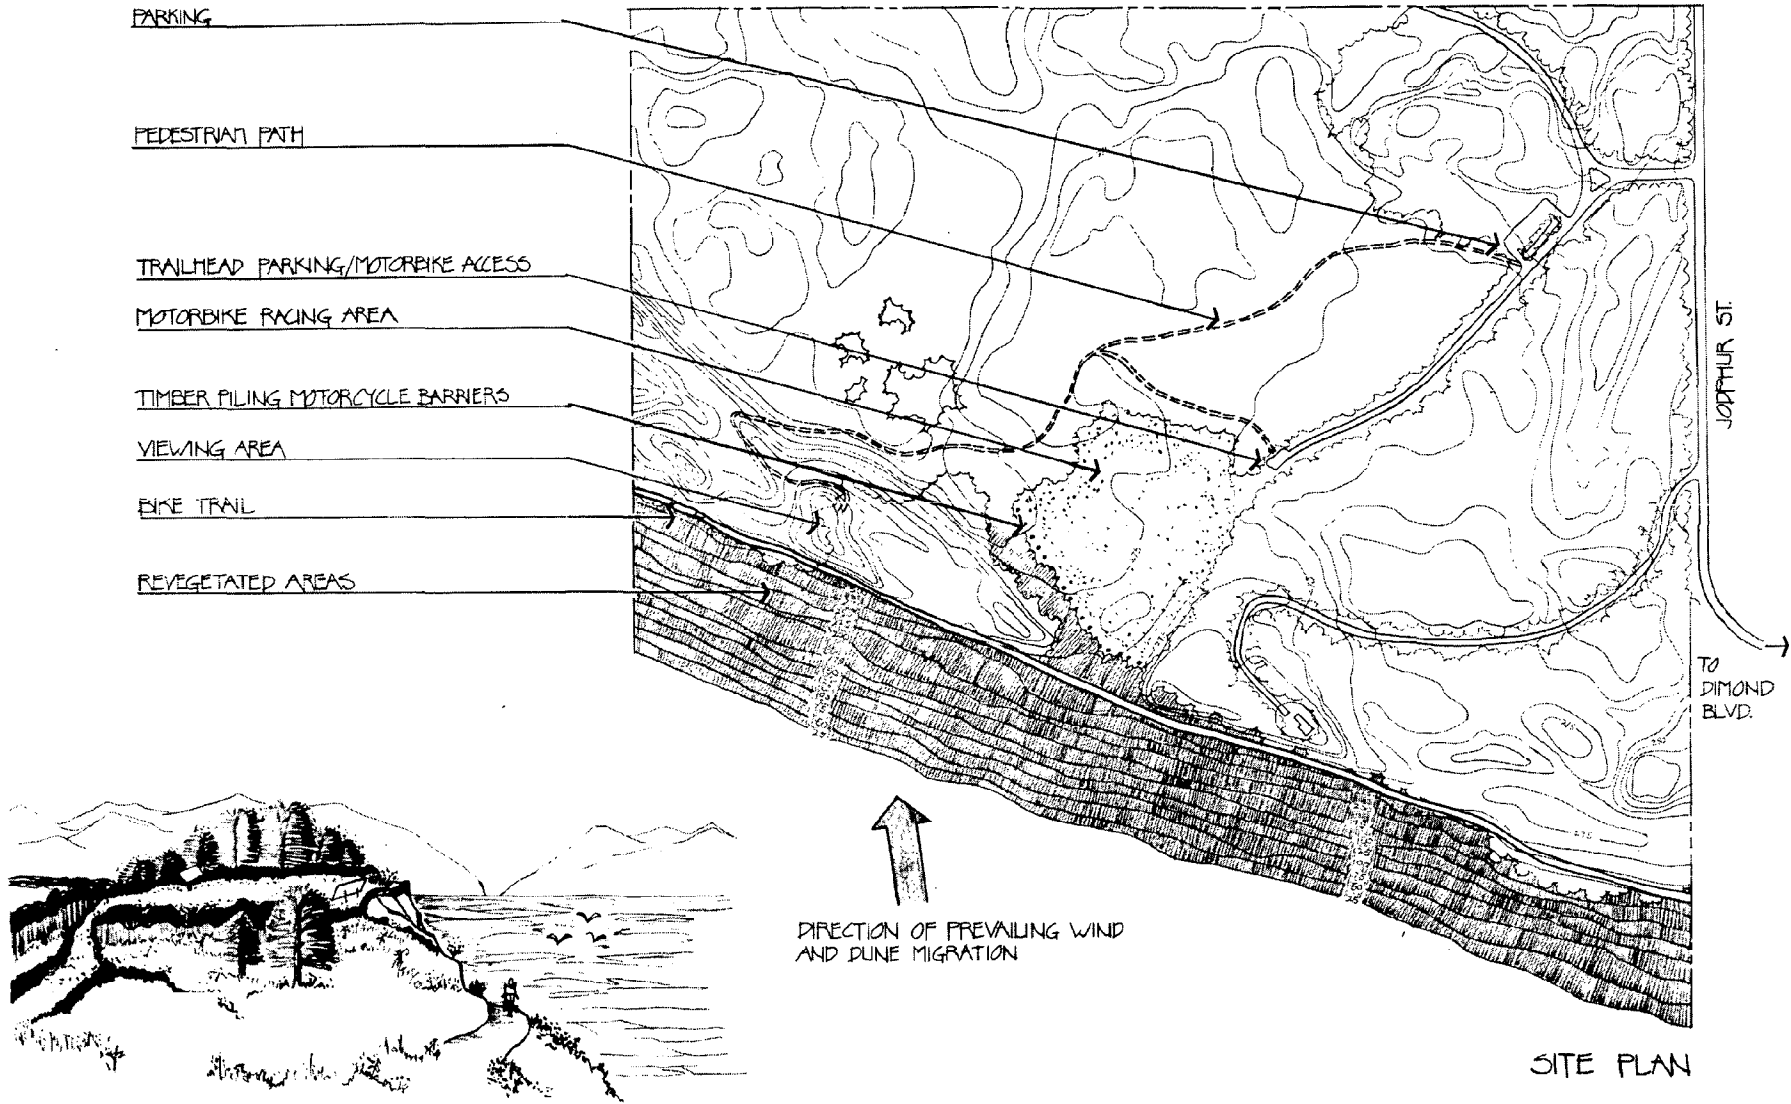 PARKING
PEDESTRIAN PATH
TRAILHEAD PARKING/MOTORBIKE ACCESS
MOTORBIKE RACING AREA
TIMBER PILING MOTORCYCLE BARRIERS
VIEWING AREA
BIKE TRAIL
REVEGETATED AREAS
JODPHUR ST.
TO
DIMOND
BLVD.
DIRECTION OF PREVAILING WIND
AND DUNE MIGRATION
SITE PLAN